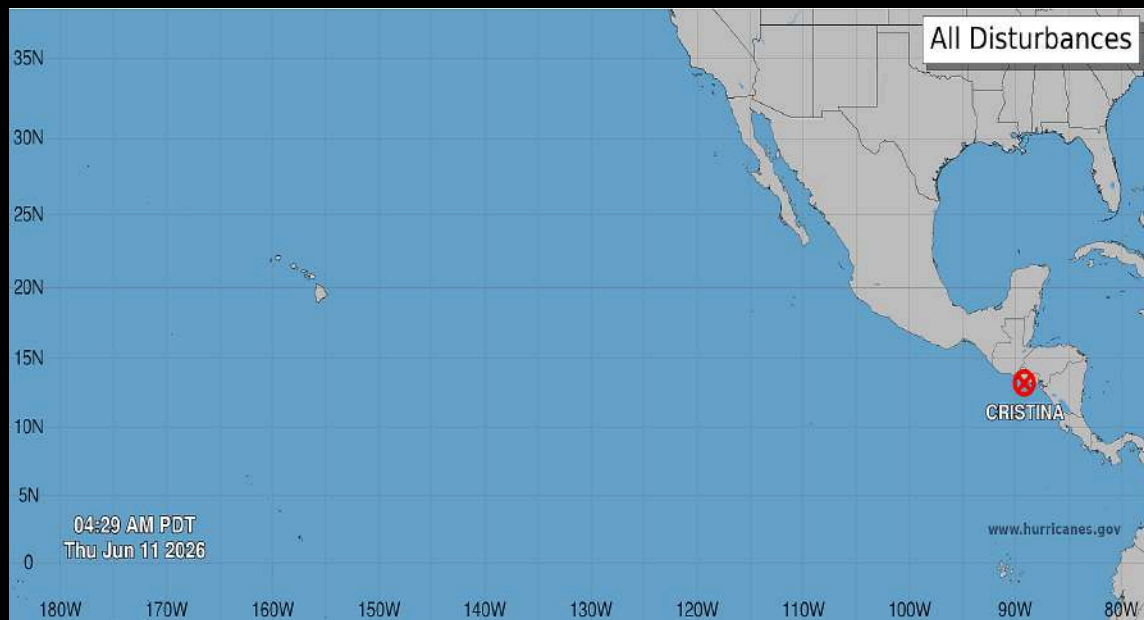 All Disturbances
35N
30N
25N
20N
15N
CRISTINA
10N
5N
04:29 AM PDT
Thu Jun 11 2026
www.hurricanes.gov
0
180W 170W 160W 150W 140W 130W 120W 110W 100W 90W 80W